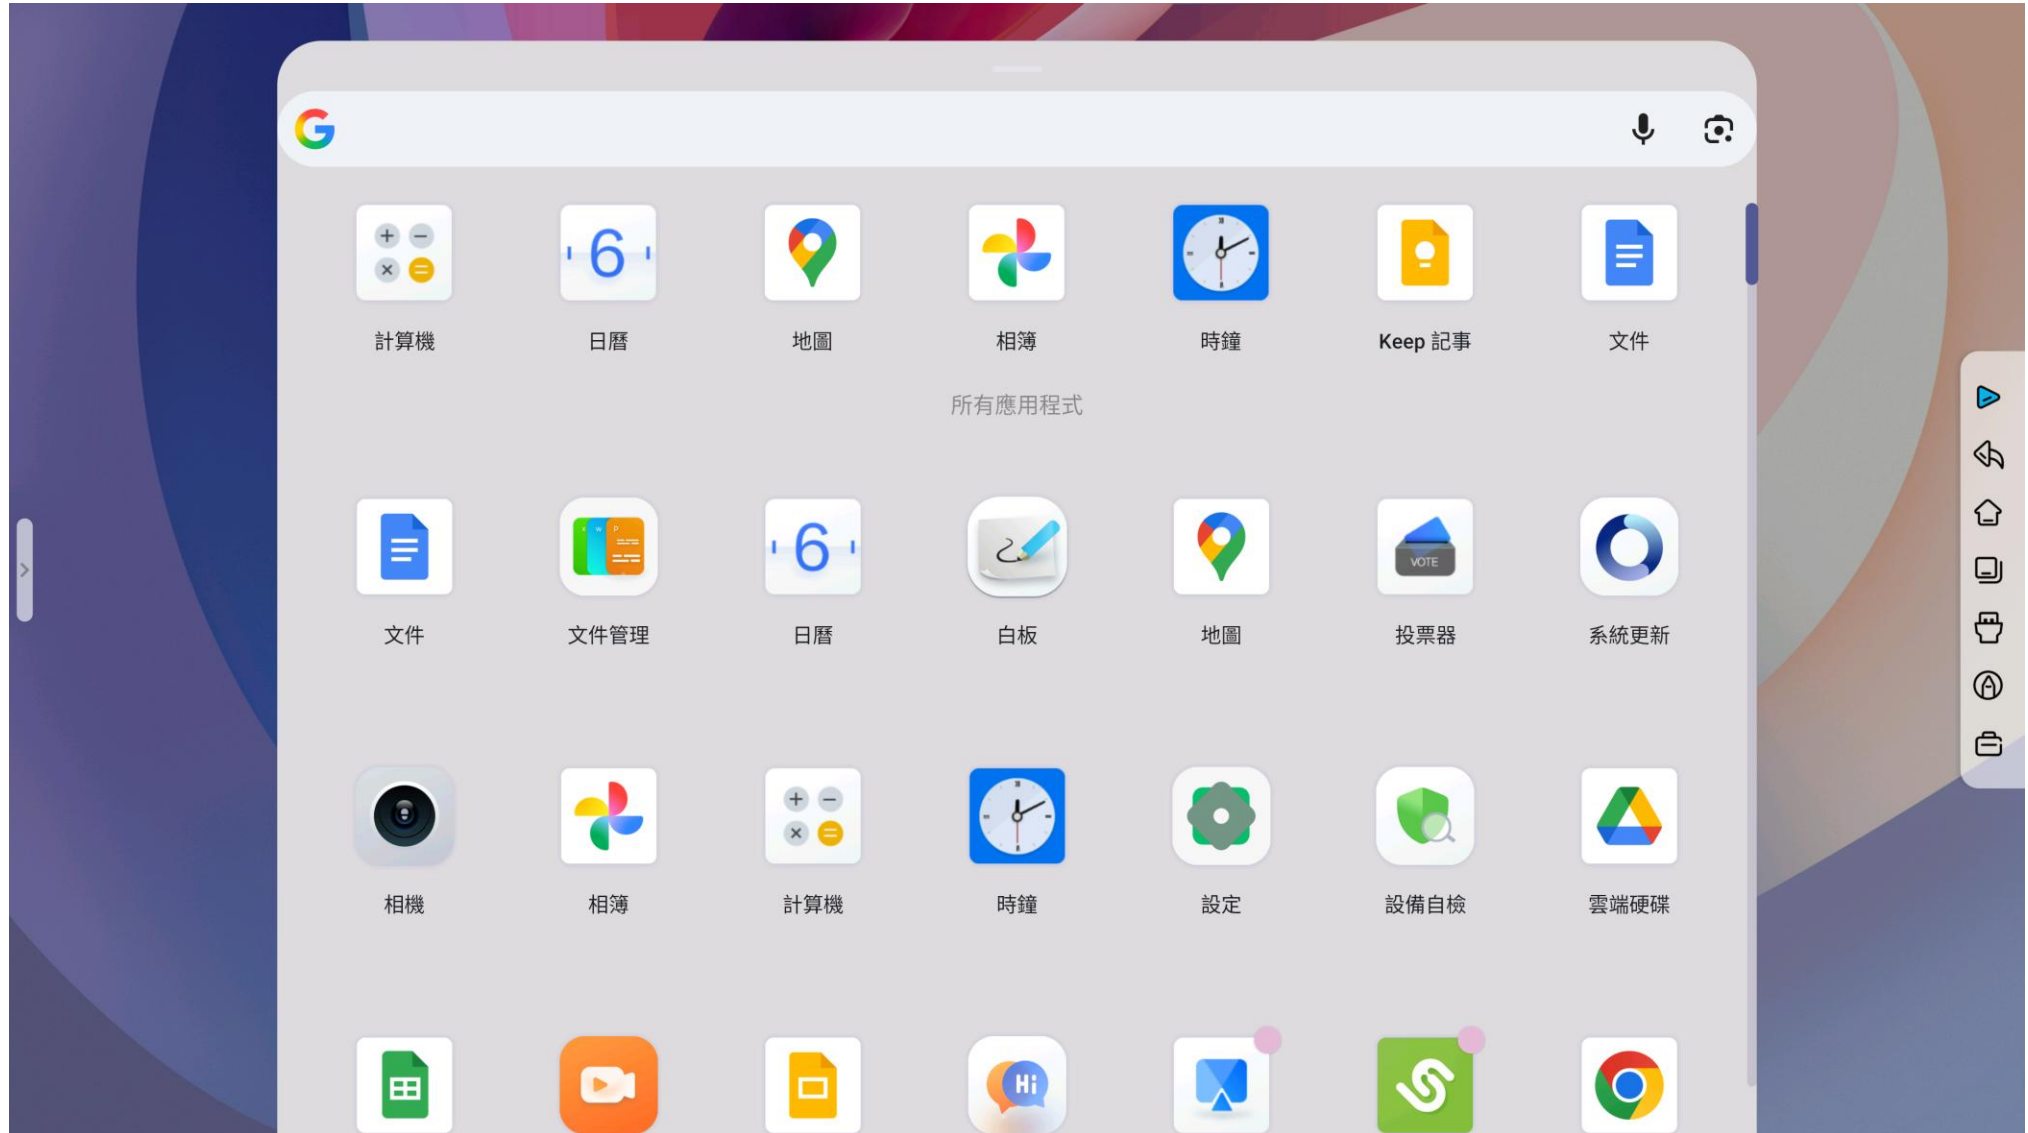 計算機 日曆 地圖 相簿 時鐘 Keep 記事 文件
所有應用程式
VOTE
文件 文件管理 日曆 白板 地圖 投票器 系統更新
相機 相簿 計算機 時鐘 設定 設備自檢 雲端硬碟
Hi